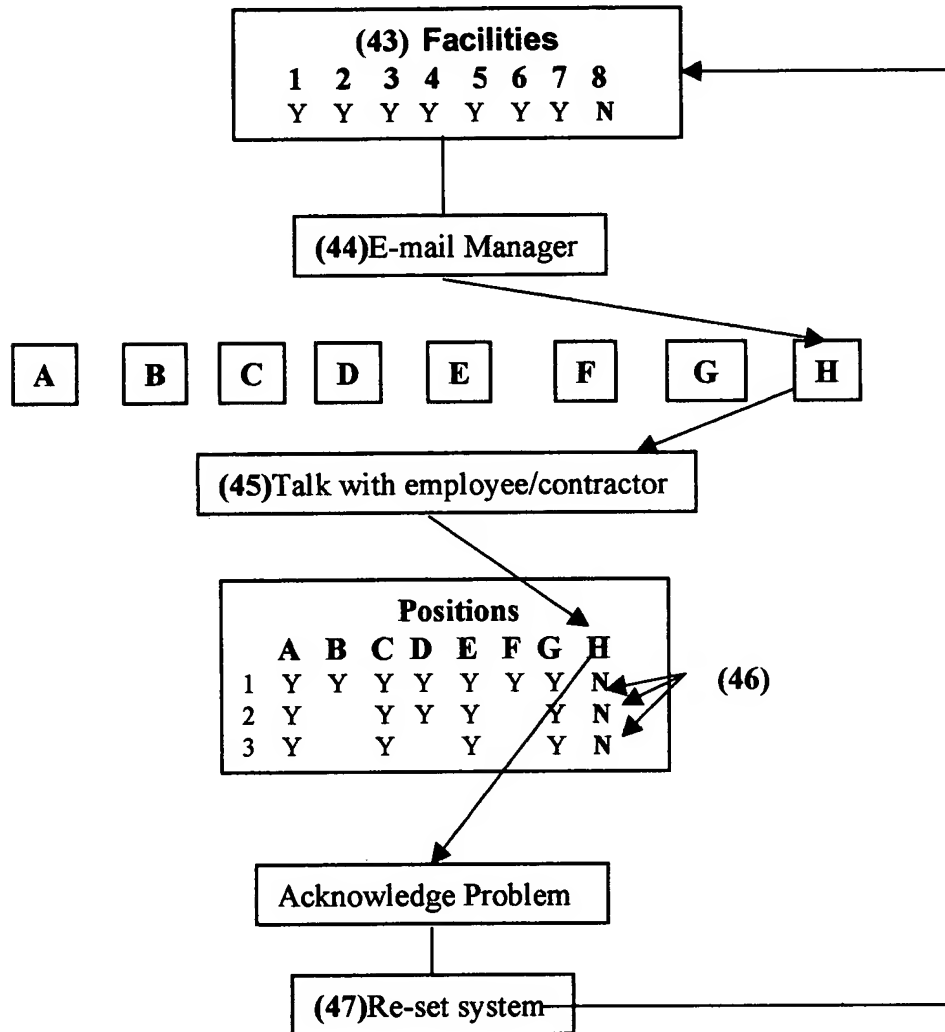 (43) Facilities
1 2 3 4 5 6 7 8
Y Y Y Y Y Y Y N
(44)E-mail Manager
A B C D E F G H
(45)Talk with employee/contractor
Positions
A B C D E F G H
1 Y Y Y Y Y Y Y N (46)
2 Y Y Y Y Y N
3 Y Y Y Y N
Acknowledge Problem
(47)Re-set system